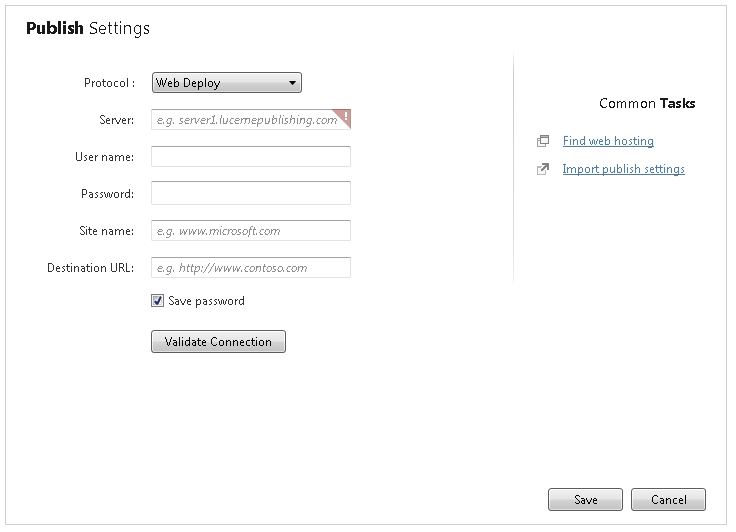 Publish Settings
Protocol :
Web Deploy
Server:
e.g. server1.lucernepublishing.com
!
User name:
Password:
Site name:
e.g. www.microsoft.com
Destination URL:
e.g. http://www.contoso.com
Save password
Validate Connection
Common Tasks
Find web hosting
Import publish settings
Save
Cancel